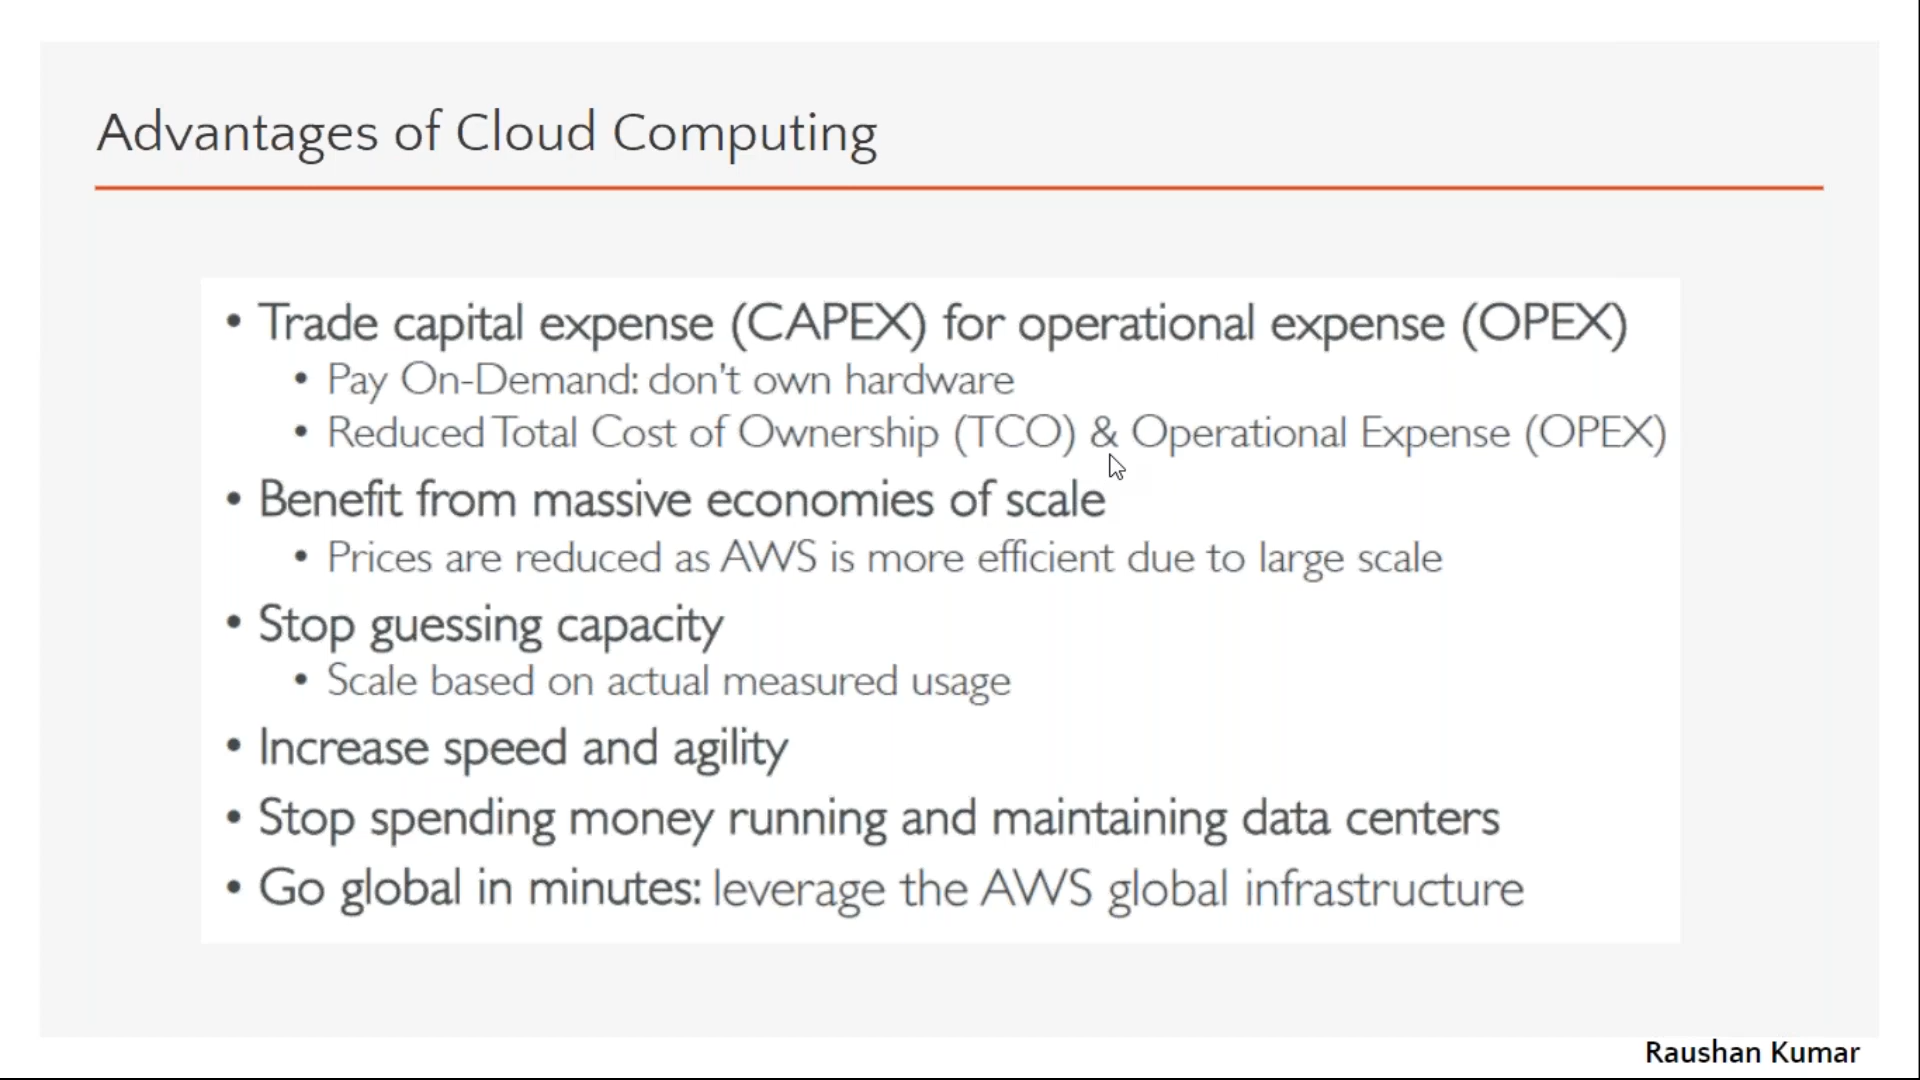 Advantages of Cloud Computing
• Trade capital expense (CAPEX) for operational expense (OPEX)
• Pay On-Demand: don't own hardware
• Reduced Total Cost of Ownership (TCO) & Operational Expense (OPEX)
• Benefit from massive economies of scale
• Prices are reduced as AWS is more efficient due to large scale
• Stop guessing capacity
• Scale based on actual measured usage
• Increase speed and agility
• Stop spending money running and maintaining data centers
• Go global in minutes: leverage the AWS global infrastructure
Raushan Kumar